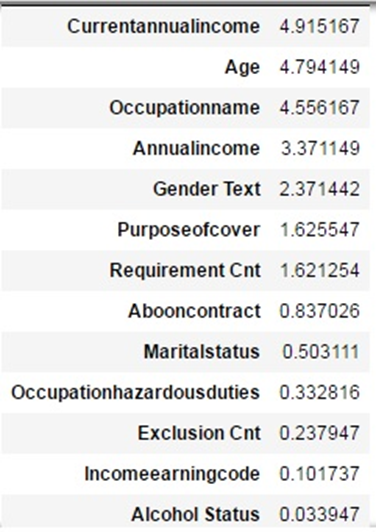 Currentannualincome 4.915167
Age 4.794149
Occupationname 4.556167
Annualincome 3.371149
Gender Text 2.371442
Purposeofcover 1.625547
Requirement Cnt 1.621254
Abooncontract 0.837026
Maritalstatus 0.503111
Occupationhazardousduties 0.332816
Exclusion Cnt 0.237947
Incomeearningcode 0.101737
Alcohol Status 0.033947